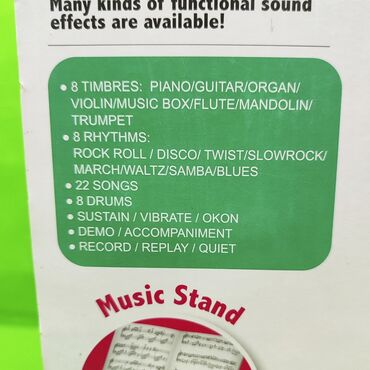 Many kinds of functional sound
effects are available!
• 8 TIMBRES: PIANO/GUITAR/ORGAN/
VIOLIN/MUSIC BOX/FLUTE/MANDOLIN/
TRUMPET
• 8 RHYTHMS:
ROCK ROLL / DISCO/ TWIST/SLOWROCK/
MARCH/WALTZ/SAMBA/BLUES
• 22 SONGS
• 8 DRUMS
• SUSTAIN / VIBRATE / OKON
• DEMO / ACCOMPANIMENT
• RECORD / REPLAY / QUIET
Music Stand